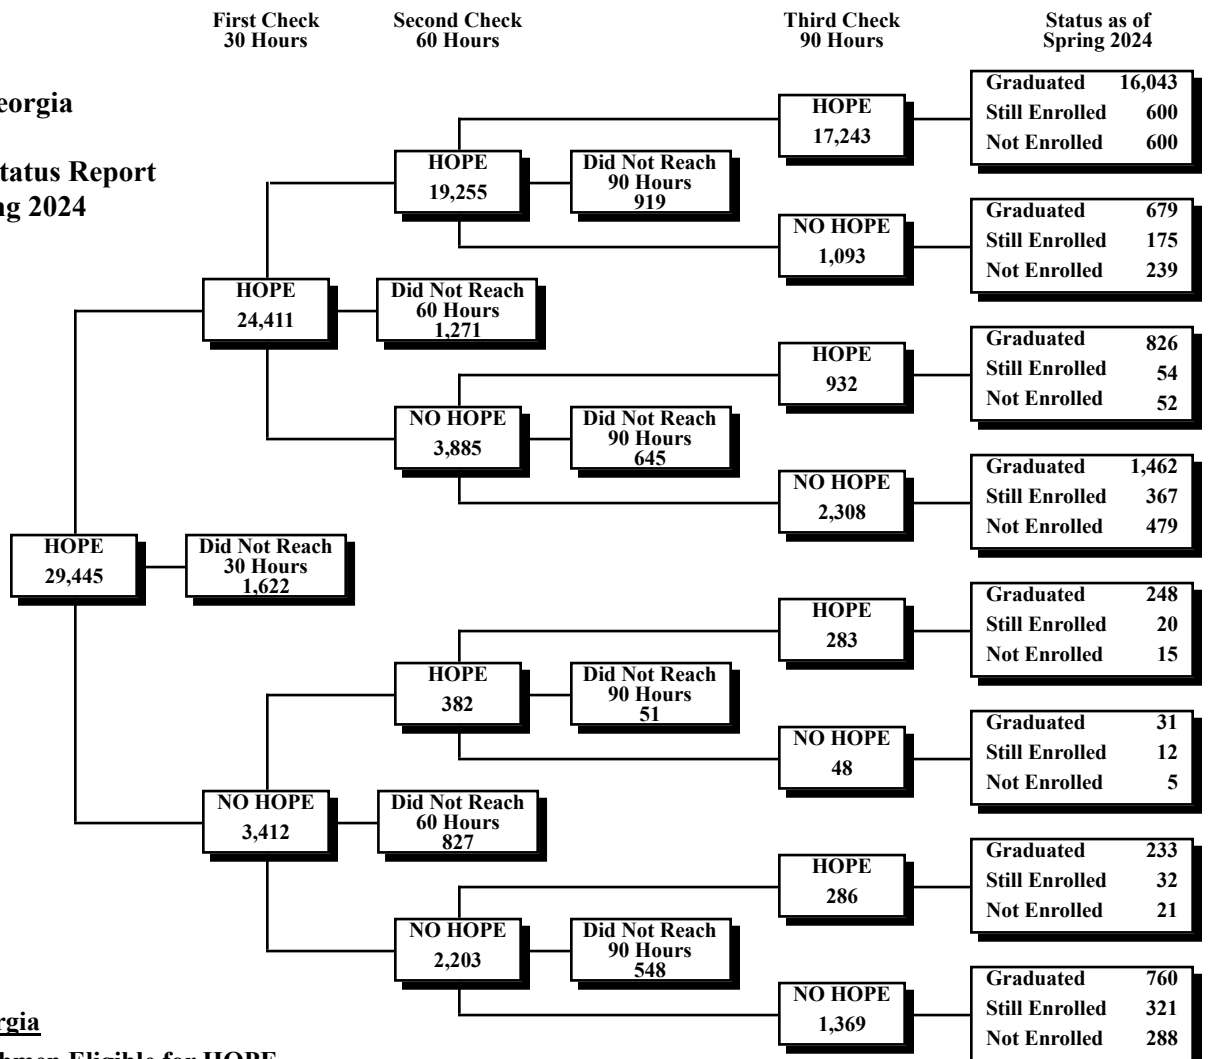 First Check
30 Hours
Second Check
60 Hours
Third Check
90 Hours
Status as of
Spring 2024
eorgia
tatus Report
ng 2024
HOPE
29,445
Did Not Reach
30 Hours
1,622
HOPE
24,411
Did Not Reach
60 Hours
1,271
HOPE
19,255
Did Not Reach
90 Hours
919
HOPE
17,243
Graduated 16,043
Still Enrolled 600
Not Enrolled 600
NO HOPE
1,093
Graduated 679
Still Enrolled 175
Not Enrolled 239
NO HOPE
3,885
Did Not Reach
90 Hours
645
HOPE
932
Graduated 826
Still Enrolled 54
Not Enrolled 52
NO HOPE
2,308
Graduated 1,462
Still Enrolled 367
Not Enrolled 479
NO HOPE
3,412
Did Not Reach
60 Hours
827
HOPE
382
Did Not Reach
90 Hours
51
HOPE
283
Graduated 248
Still Enrolled 20
Not Enrolled 15
NO HOPE
48
Graduated 31
Still Enrolled 12
Not Enrolled 5
NO HOPE
2,203
Did Not Reach
90 Hours
548
HOPE
286
Graduated 233
Still Enrolled 32
Not Enrolled 21
NO HOPE
1,369
Graduated 760
Still Enrolled 321
Not Enrolled 288
rgia
hmen Eligible for HOPE